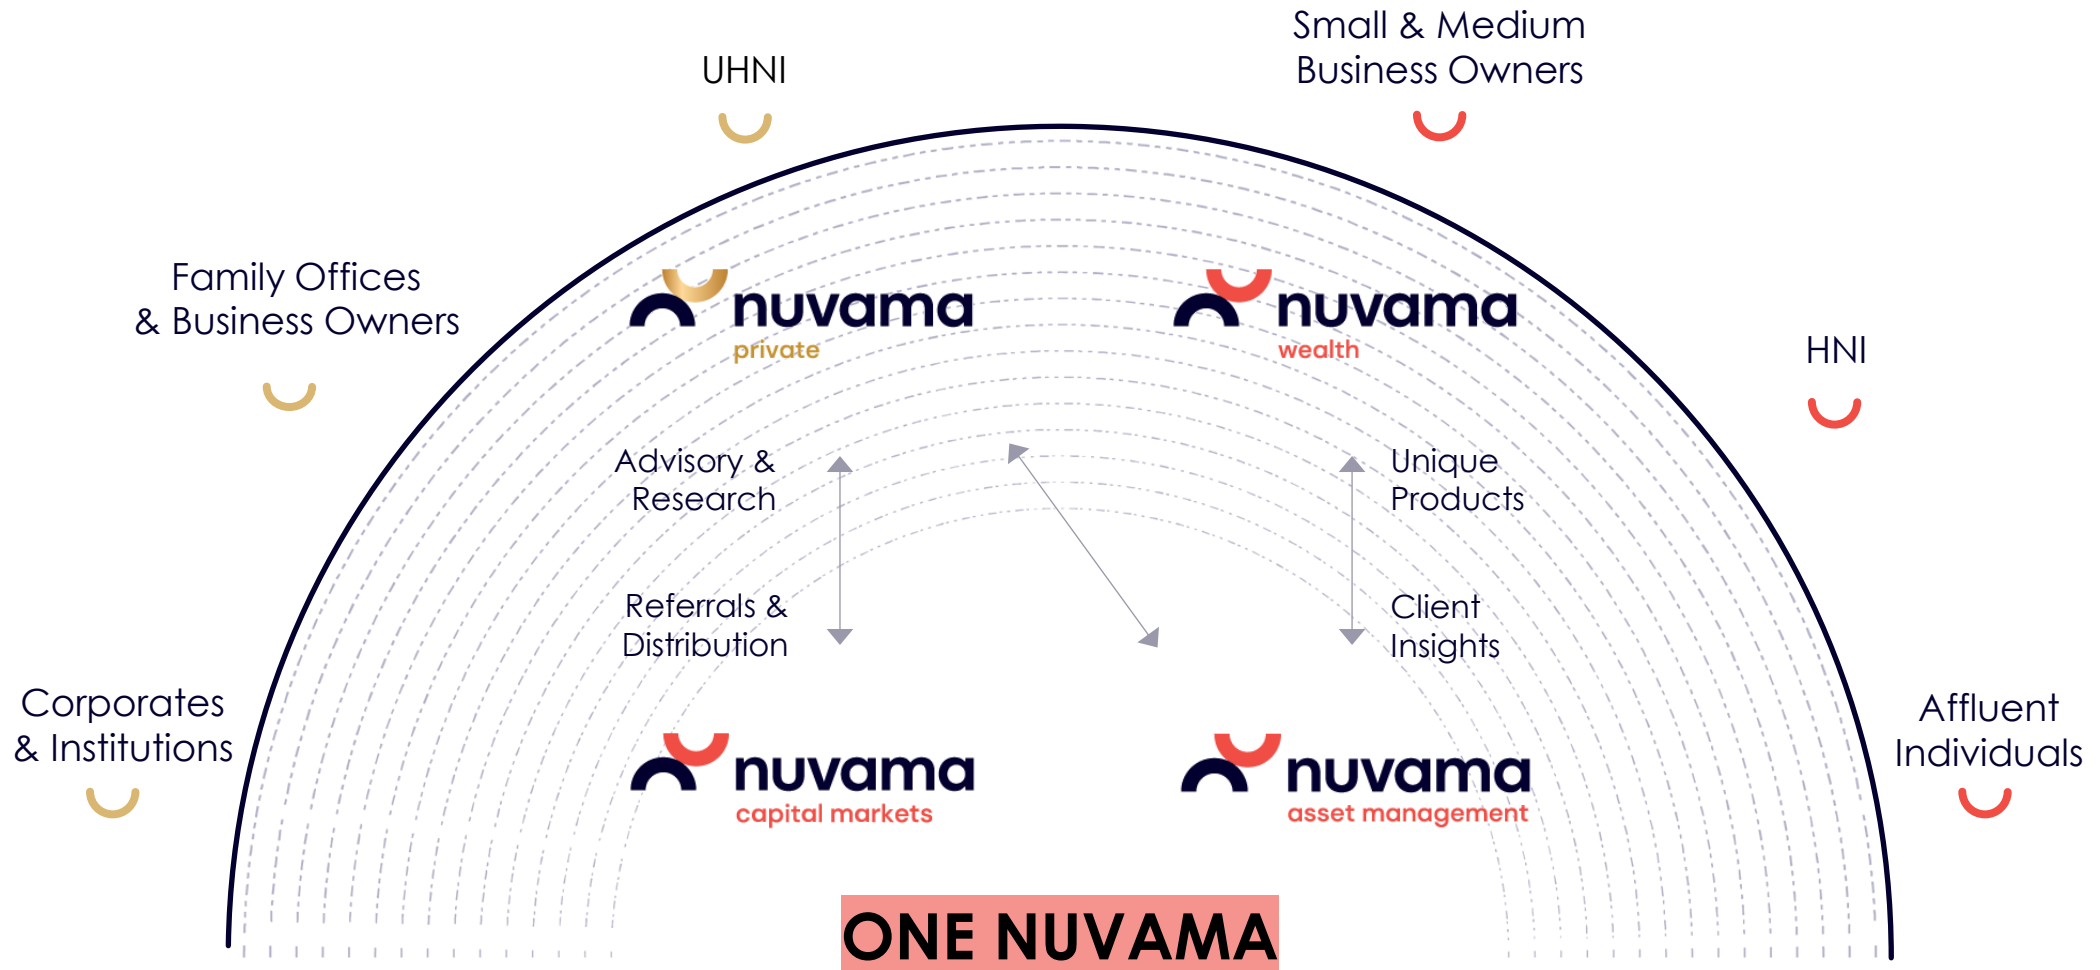 Small & Medium
Business Owners
UHNI
Family Offices
& Business Owners
nuvama
private
nuvama
wealth
HNI
Advisory &
Research
Unique
Products
Referrals &
Distribution
Client
Insights
Corporates
& Institutions
Affluent
Individuals
nuvama
capital markets
nuvama
asset management
ONE NUVAMA